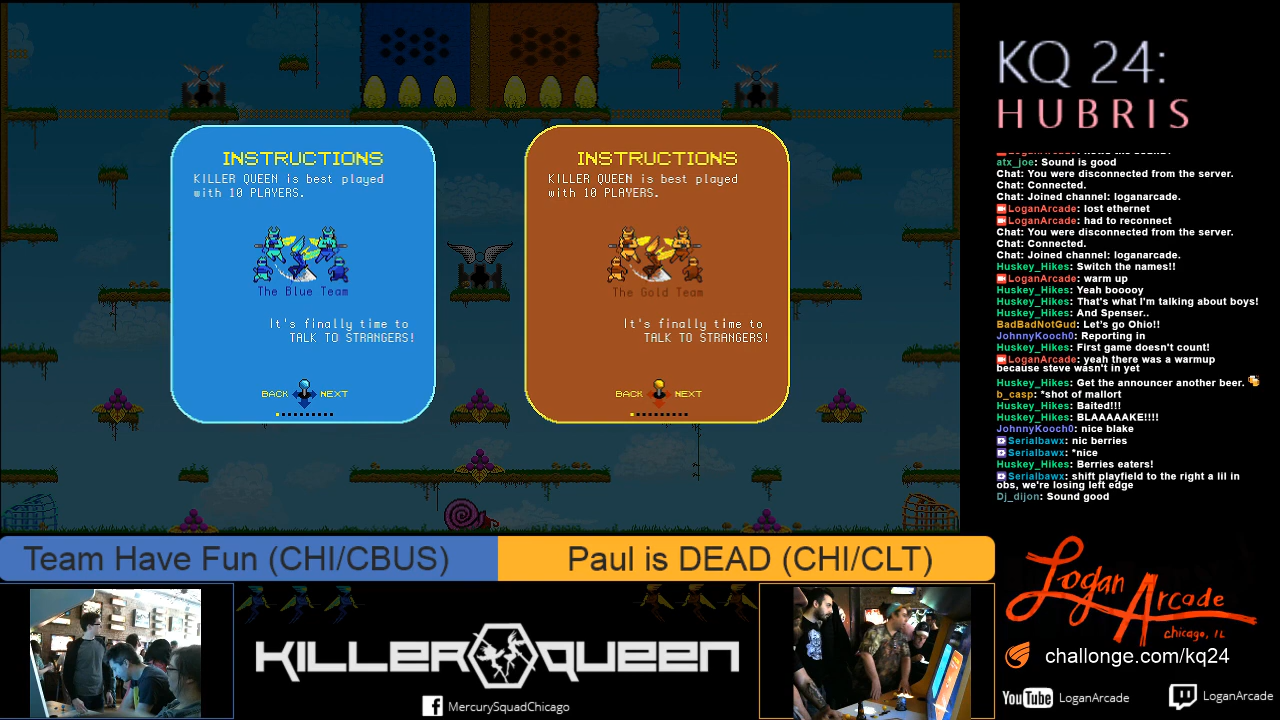 INSTRUCTIONS
KILLER QUEEN is best played
with 10 PLAYERS.
The Blue Team
It's finally time to
TALK TO STRANGERS!
BACK NEXT
INSTRUCTIONS
KILLER QUEEN is best played
with 10 PLAYERS.
The Gold Team
It's finally time to
TALK TO STRANGERS!
BACK NEXT
KQ 24:
HUBRIS
atx_joe: Sound is good
Chat: You were disconnected from the server.
Chat: Connected.
Chat: Joined channel: loganarcade.
LoganArcade: lost ethernet
LoganArcade: had to reconnect
Chat: You were disconnected from the server.
Chat: Connected.
Chat: Joined channel: loganarcade.
Huskey_Hikes: Switch the names!!
LoganArcade: warm up
Huskey_Hikes: Yeah booooy
Huskey_Hikes: That's what I'm talking about boys!
Huskey_Hikes: And Spenser..
BadBadNotGud: Let's go Ohio!!
JohnnyKooch0: Reporting in
Huskey_Hikes: First game doesn't count!
LoganArcade: yeah there was a warmup
because steve wasn't in yet
Huskey_Hikes: Get the announcer another beer.
b_casp: *shot of mallort
Huskey_Hikes: Baited!!!
Huskey_Hikes: BLAAAAAKE!!!!
JohnnyKooch0: nice blake
Serialbawx: nic berries
Serialbawx: *nice
Huskey_Hikes: Berries eaters!
Serialbawx: shift playfield to the right a lil in
obs, we're losing left edge
Dj_dijon: Sound good
Team Have Fun (CHI/CBUS)
Paul is DEAD (CHI/CLT)
KILLER QUEEN
MercurySquadChicago
Logan
Arcade
chicago, IL
challonge.com/kq24
YouTube LoganArcade
LoganArcade